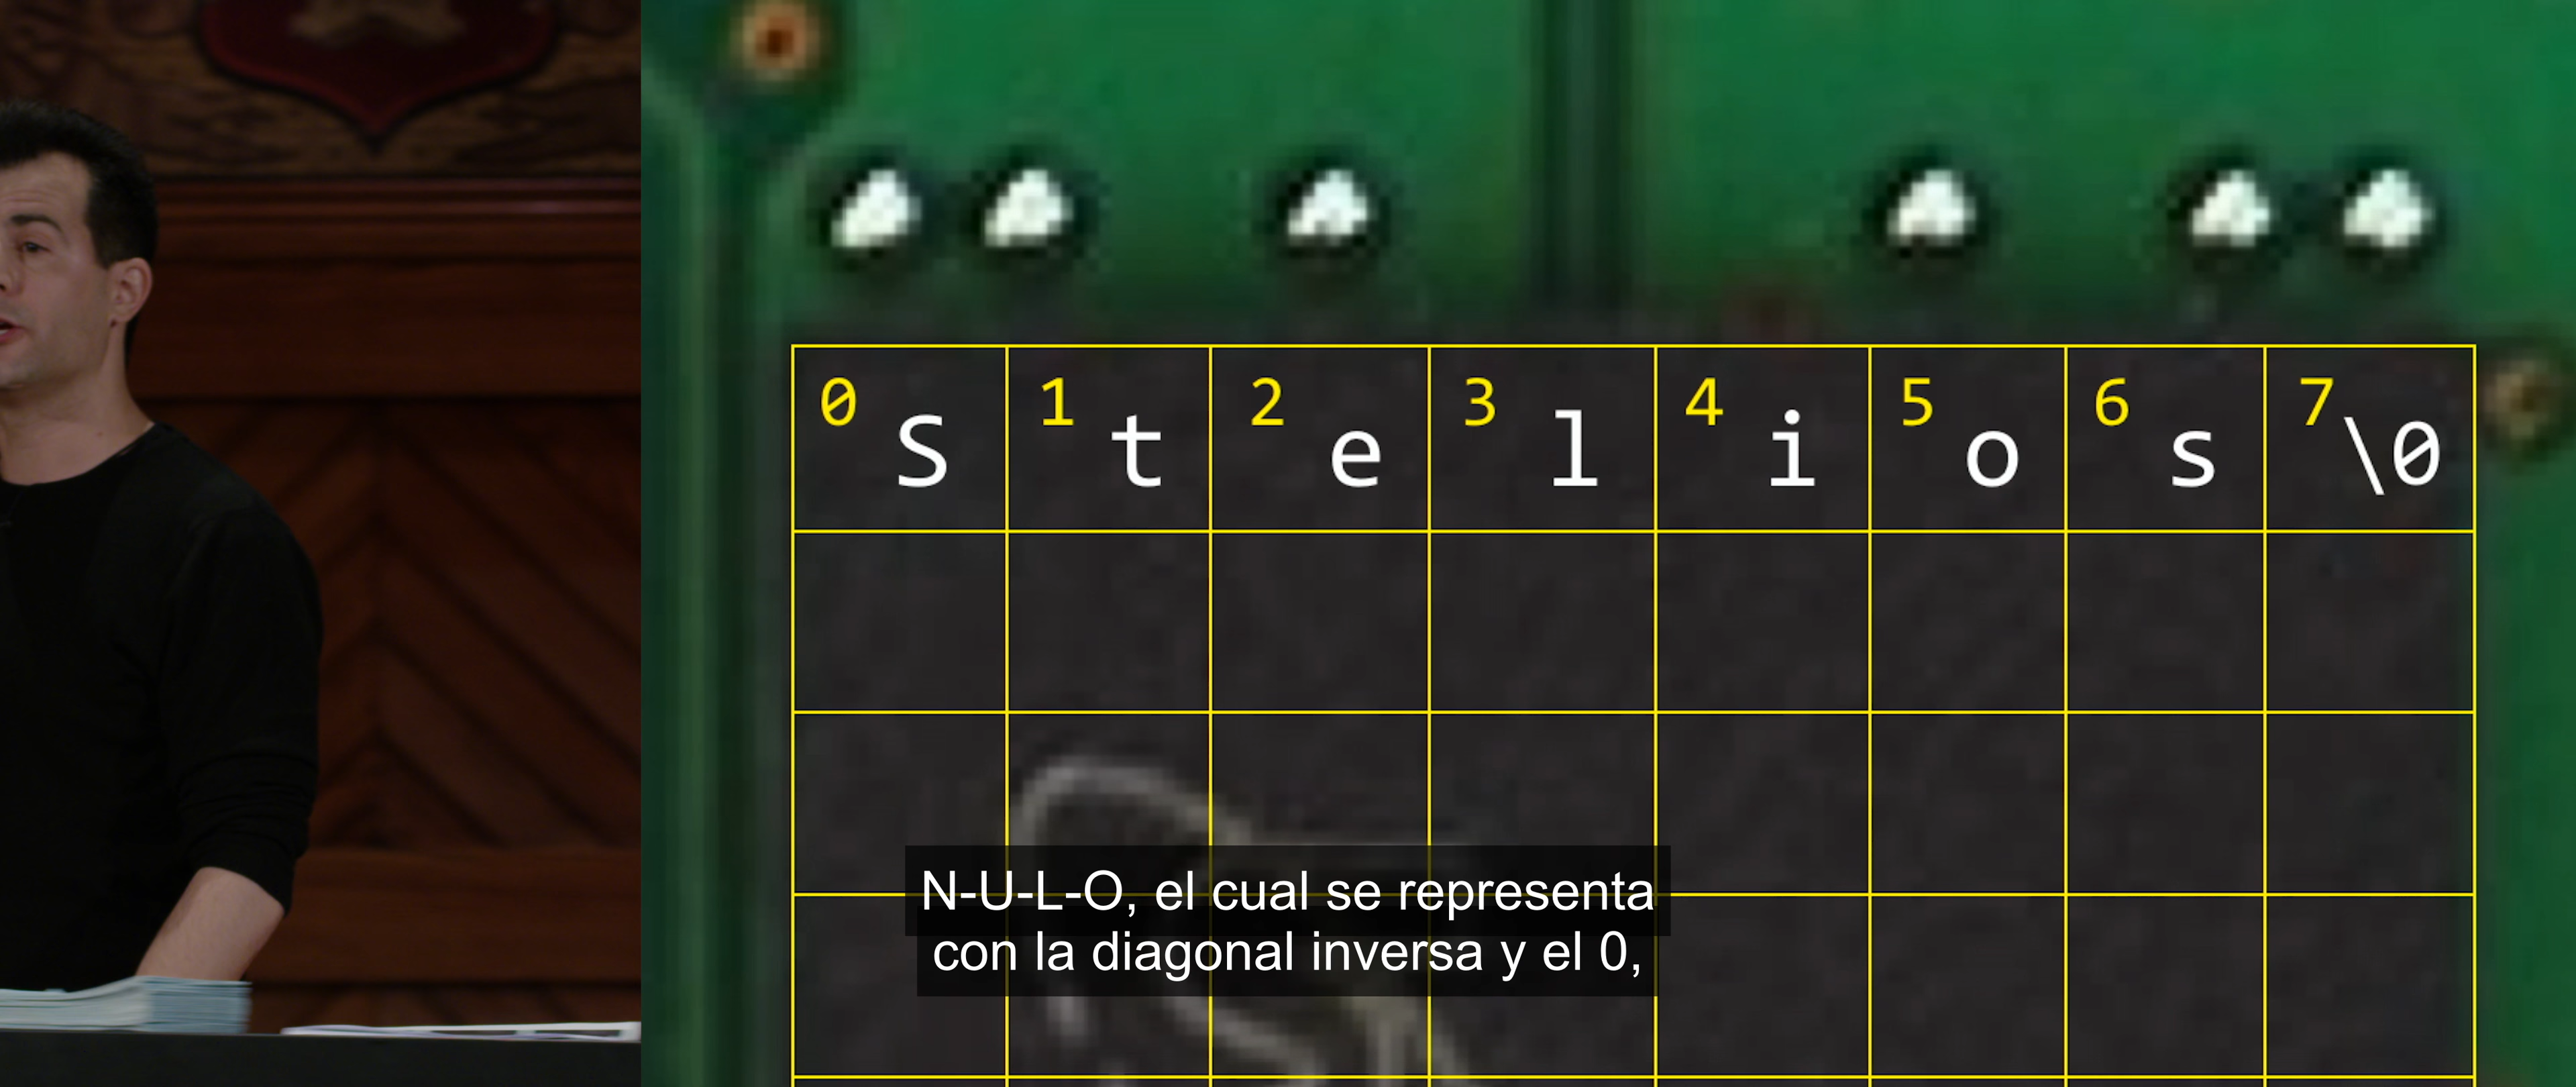 0 S 1 t 2 e 3 l 4 i 5 o 6 s 7 \0
N-U-L-O, el cual se representa
con la diagonal inversa y el 0,